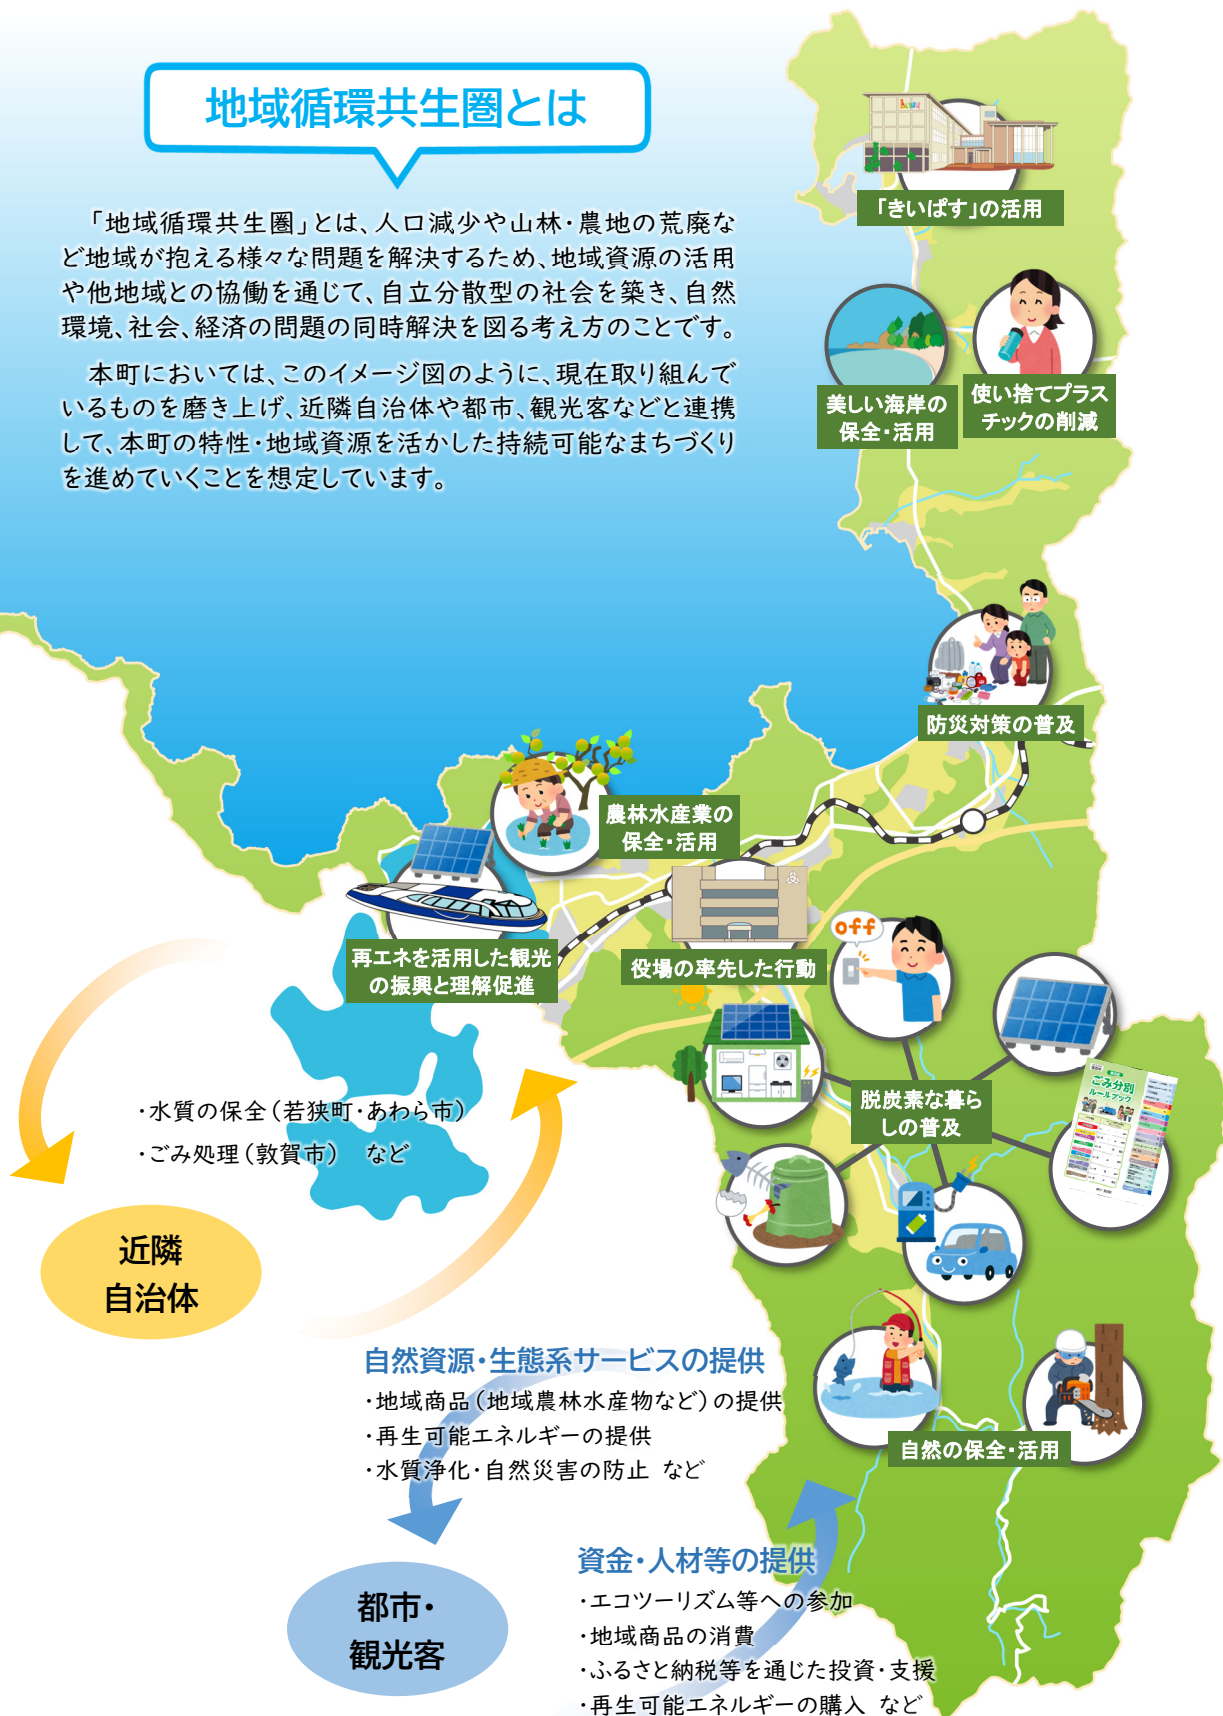 地域循環共生圏とは
「地域循環共生圏」とは、人口減少や山林・農地の荒廃な
ど地域が抱える様々な問題を解決するため、地域資源の活用
や他地域との協働を通じて、自立分散型の社会を築き、自然
環境、社会、経済の問題の同時解決を図る考え方のことです。
本町においては、このイメージ図のように、現在取り組んで
いるものを磨き上げ、近隣自治体や都市、観光客などと連携
して、本町の特性・地域資源を活かした持続可能なまちづくり
を進めていくことを想定しています。
「きいぱす」の活用
美しい海岸の
保全・活用
使い捨てプラス
チックの削減
防災対策の普及
農林水産業の
保全・活用
再エネを活用した観光
の振興と理解促進
役場の率先した行動
off
脱炭素な暮ら
しの普及
ごみ分別
ルールブック
・水質の保全（若狭町・あわら市）
・ごみ処理（敦賀市）　など
近隣
自治体
自然の保全・活用
自然資源・生態系サービスの提供
・地域商品（地域農林水産物など）の提供
・再生可能エネルギーの提供
・水質浄化・自然災害の防止 など
都市・
観光客
資金・人材等の提供
・エコツーリズム等への参加
・地域商品の消費
・ふるさと納税等を通じた投資・支援
・再生可能エネルギーの購入 など